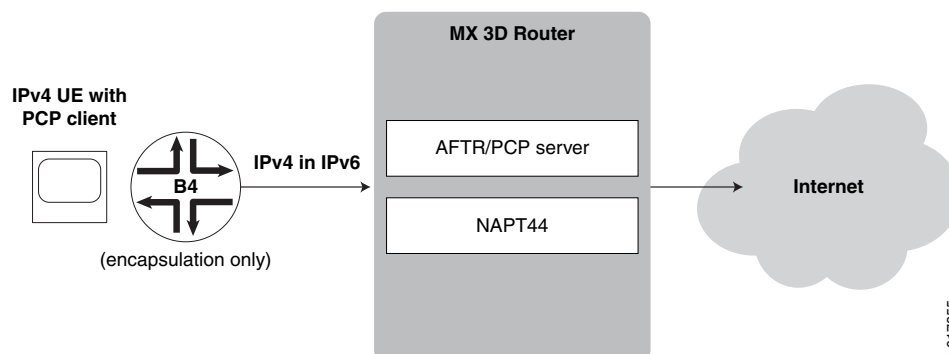 MX 3D Router
IPv4 UE with
PCP client
AFTR/PCP server
IPv4 in IPv6
B4
Internet
NAPT44
(encapsulation only)